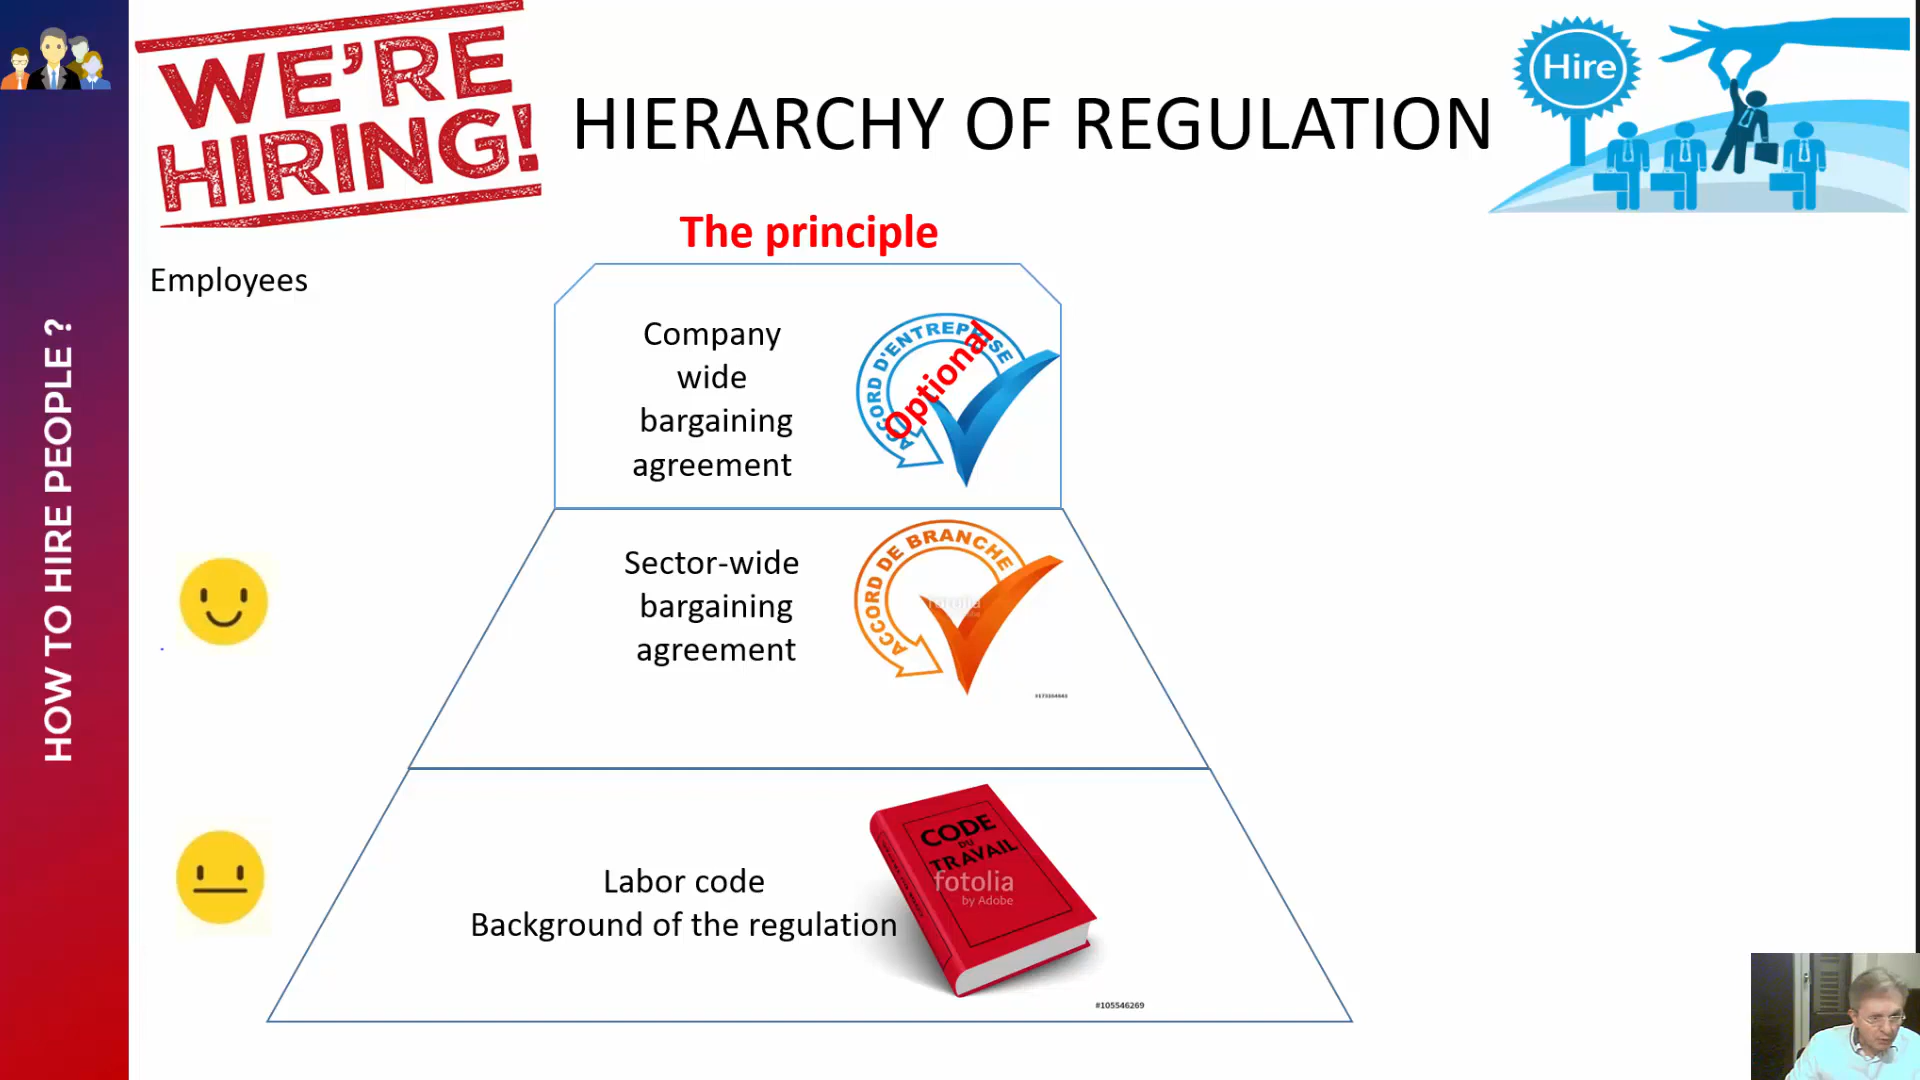 WE'RE
HIRING!
HIERARCHY OF REGULATION
Hire
The principle
Employees
HOW TO HIRE PEOPLE ?
Company
wide
bargaining
agreement
ACCORD D'ENTREPRISE
Optional
Sector-wide
bargaining
agreement
ACCORD DE BRANCHE
fotolia
Labor code
Background of the regulation
CODE
DU
TRAVAIL
fotolia
by Adobe
#105546269